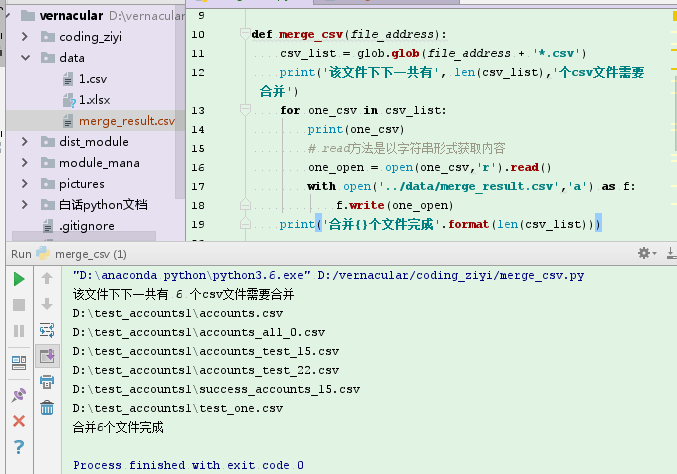 vernacular D:\vernacular
coding_ziyi
data
1.csv
1.xlsx
merge_result.csv
dist_module
module_mana
pictures
白话python文档
.gitignore
9
10 def merge_csv(file_address):
11 csv_list = glob.glob(file_address + '*.csv')
12 print('该文件下下一共有', len(csv_list),'个csv文件需要
合并')
13 for one_csv in csv_list:
14 print(one_csv)
15 # read方法是以字符串形式获取内容
16 one_open = open(one_csv,'r').read()
17 with open('../data/merge_result.csv','a') as f:
18 f.write(one_open)
19 print('合并{}个文件完成'.format(len(csv_list)))
Run merge_csv (1)
"D:\anaconda python\python3.6.exe" D:/vernacular/coding_ziyi/merge_csv.py
该文件下下一共有 6 个csv文件需要合并
D:\test_accounts1\accounts.csv
D:\test_accounts1\accounts_all_0.csv
D:\test_accounts1\accounts_test_15.csv
D:\test_accounts1\accounts_test_22.csv
D:\test_accounts1\success_accounts_15.csv
D:\test_accounts1\test_one.csv
合并6个文件完成
Process finished with exit code 0